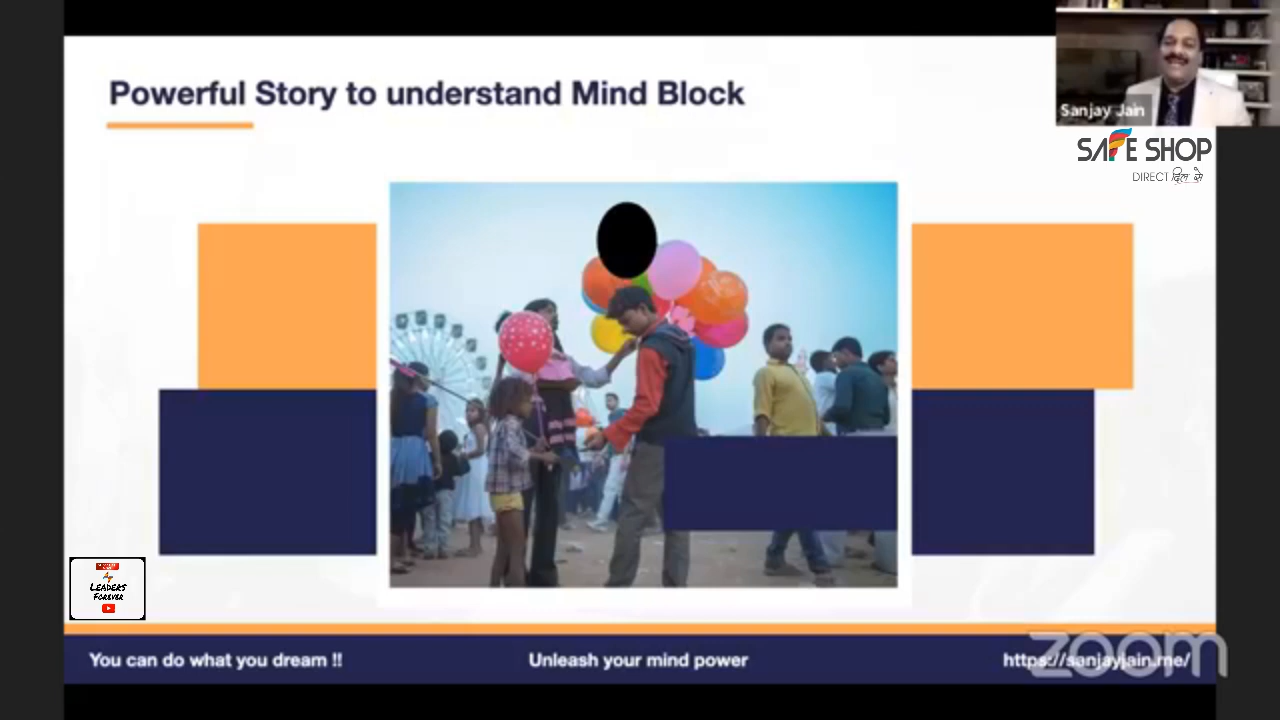 Powerful Story to understand Mind Block
Sanjay Jain
SAFE SHOP
DIRECT दिल से
LEADERS
FOREVER
You can do what you dream !!
Unleash your mind power
https://sanjayjain.me/
zoom